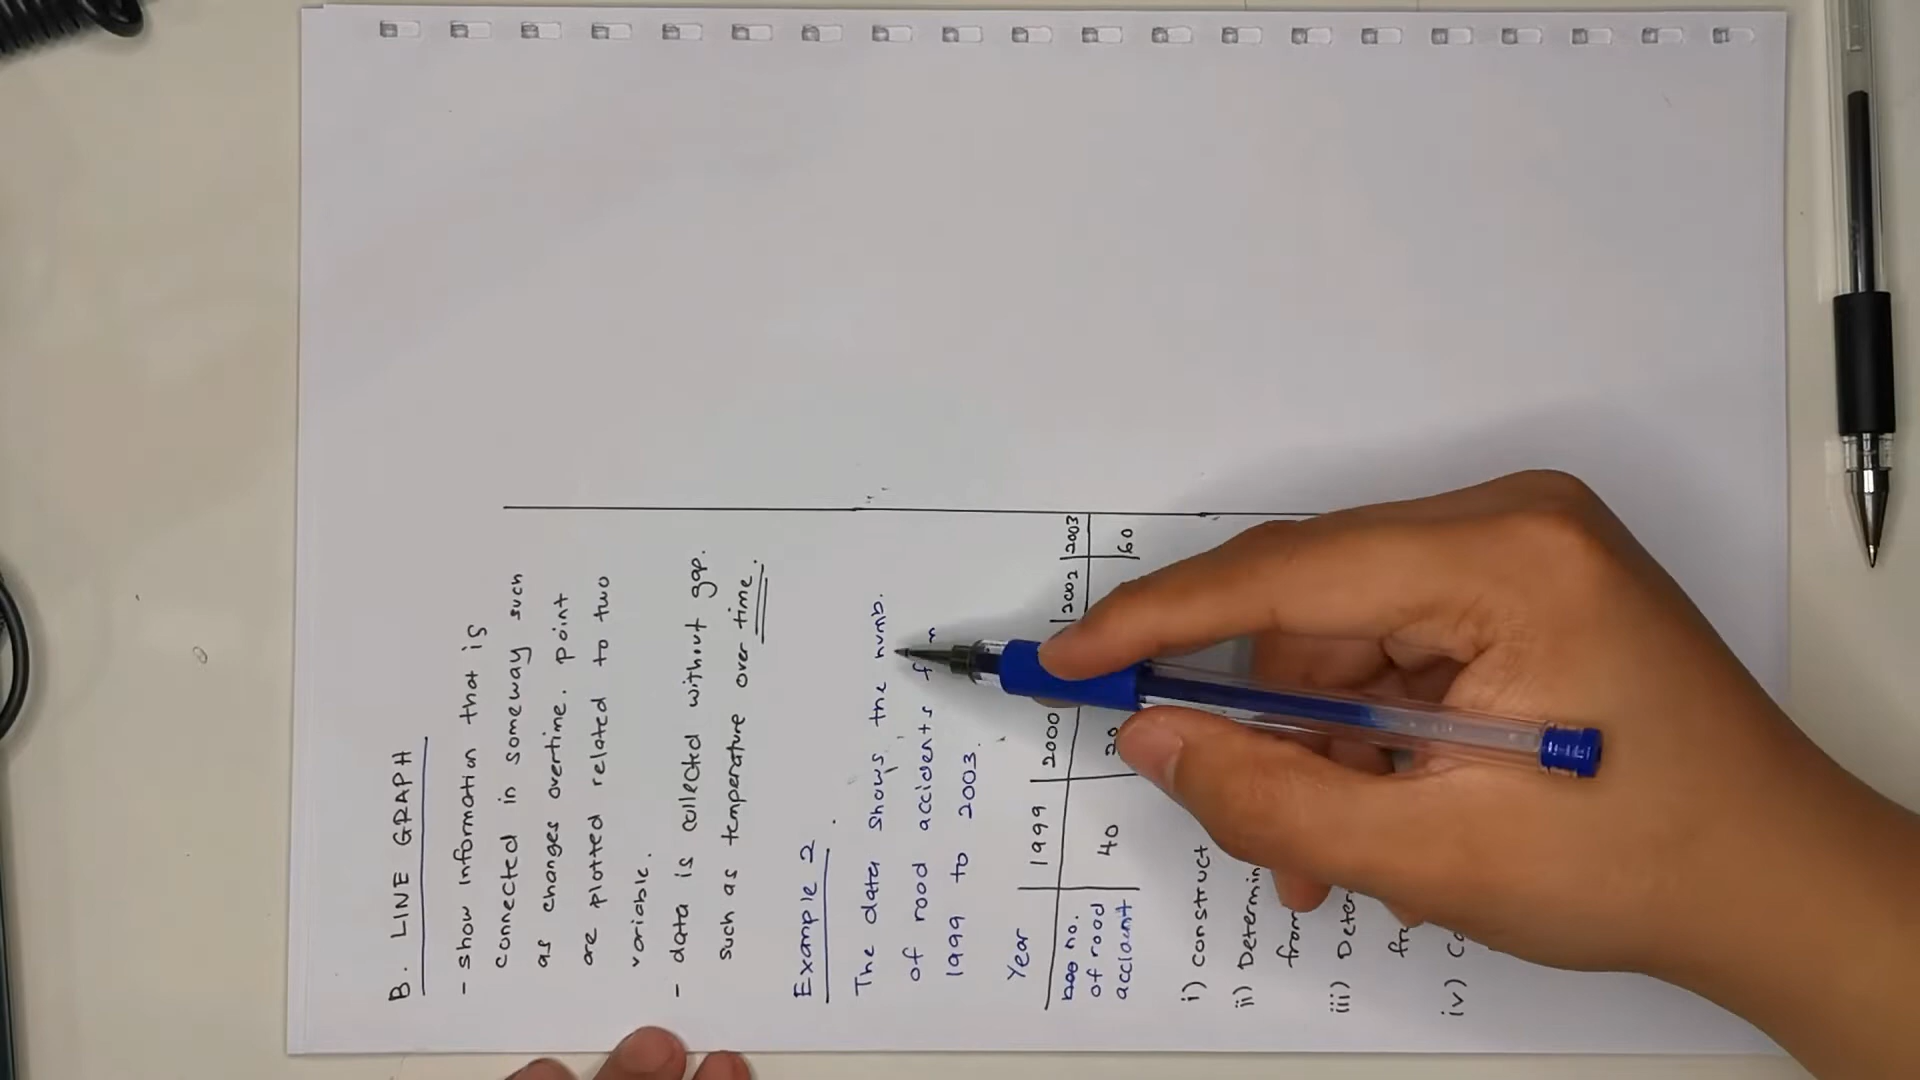 B. LINE GRAPH
- show information that is
connected in someway such
as changes overtime. point
are plotted related to two
variable.
- data is collected without gap.
such as temperature over time.
Example 2
The data shows the numb.
of road accidents
1999 to 2003.
Year 1999 2000 2002 2003
no. 40 20 60
of road
i) construct
ii)
iii)
iv)